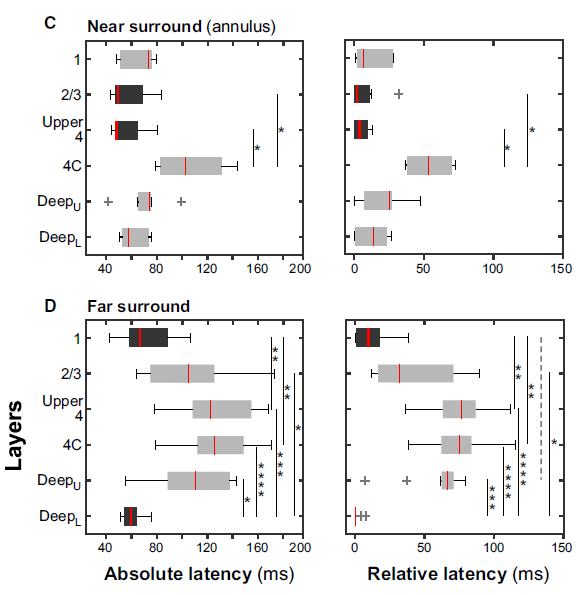 C Near surround (annulus)
1
2/3
Upper
4
4C
DeepU
DeepL
40 80 120 160 200
0 50 100 150
* *
* *
D Far surround
1
2/3
Upper
4
4C
DeepU
DeepL
Layers
** ** * *** **** *
** ** * **** **** ***
40 80 120 160 200
0 50 100 150
Absolute latency (ms)
Relative latency (ms)